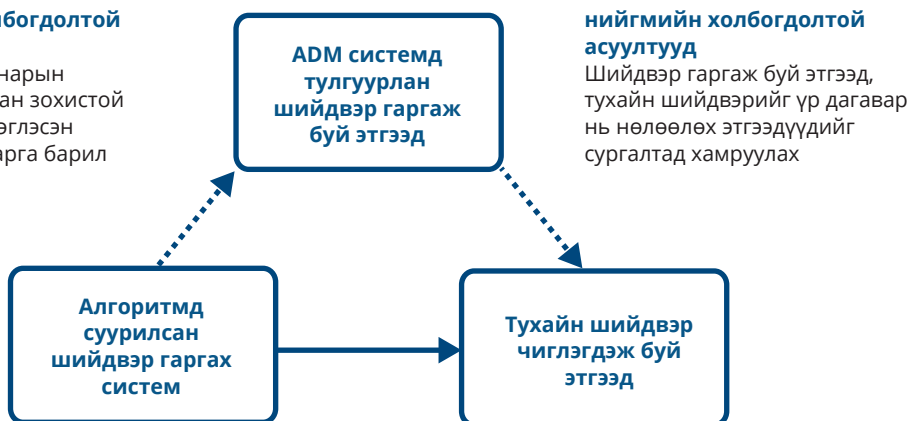 нарын
ан зохистой
арга барил
ADM системд
тулгуурлан
шийдвэр гаргаж
буй этгээд
нийгмийн холбогдолтой
асуултууд
Шийдвэр гаргаж буй этгээд,
тухайн шийдвэрийг үр дагавар
нь нөлөөлөх этгээдүүдийг
сургалтад хамруулах
Алгоритмд
суурилсан
шийдвэр гаргах
систем
Тухайн шийдвэр
чиглэгдэж буй
этгээд